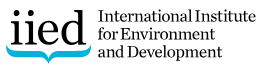 iied
International Institute
for Environment
and Development